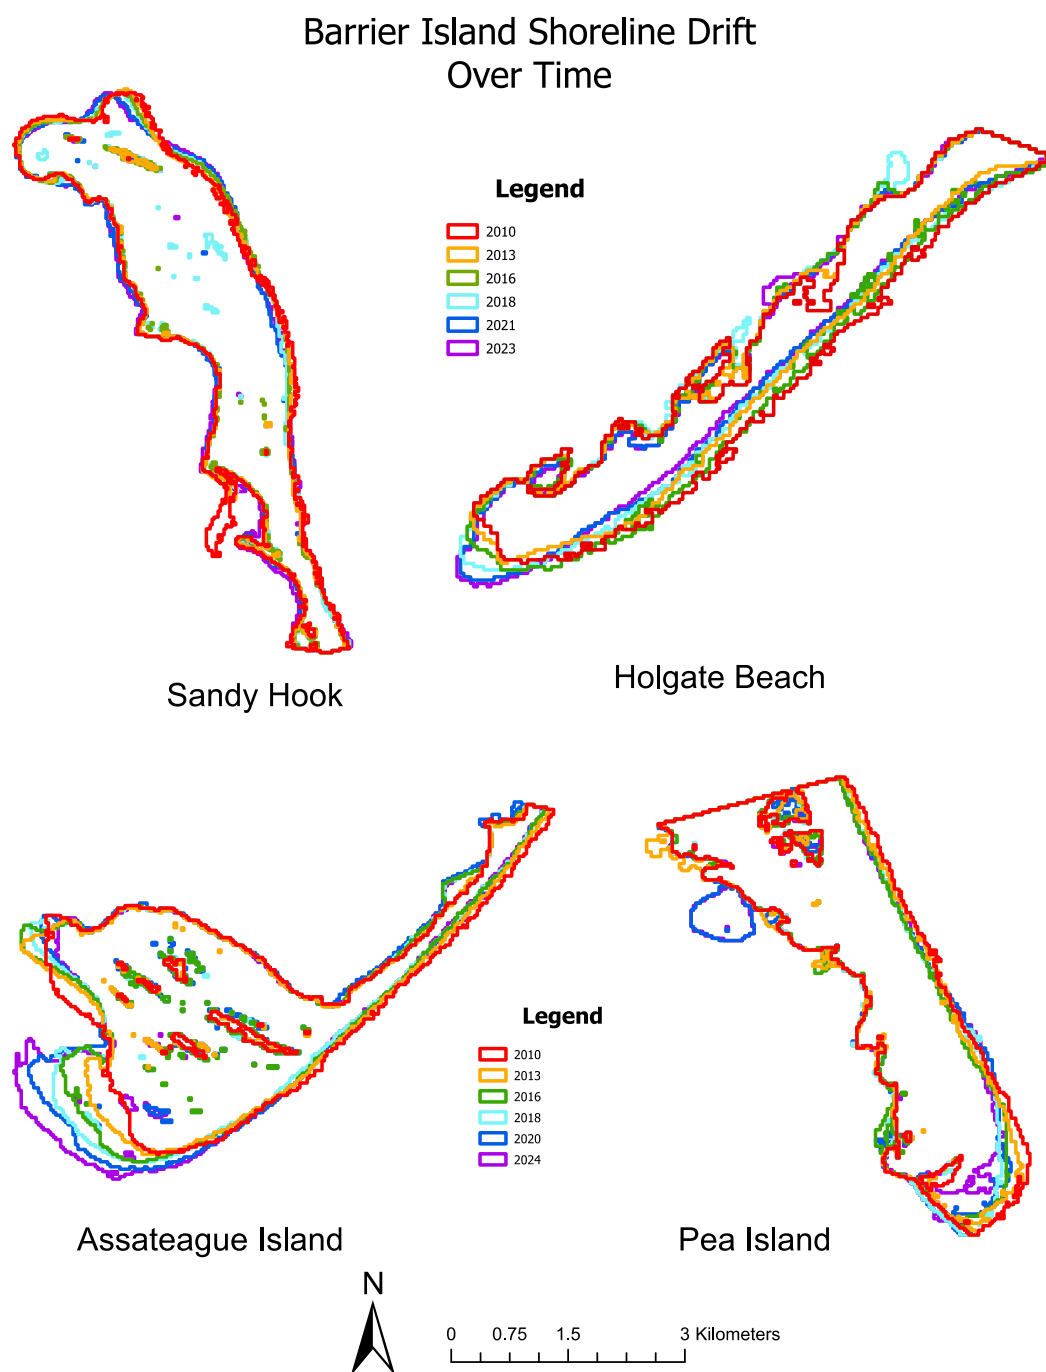 Barrier Island Shoreline Drift
Over Time
Legend
2010
2013
2016
2018
2021
2023
Sandy Hook
Holgate Beach
Legend
2010
2013
2016
2018
2020
2024
Assateague Island
Pea Island
N
0 0.75 1.5 3 Kilometers